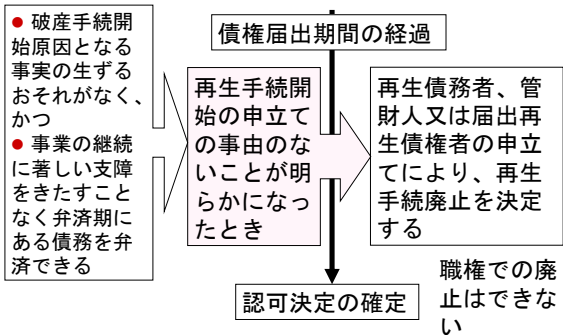 ● 破産手続開
始原因となる
事実の生ずる
おそれがなく、
かつ
● 事業の継続
に著しい支障
をきたすこと
なく弁済期に
ある債務を弁
済できる
債権届出期間の経過
再生手続開
始の申立て
の事由のな
いことが明
らかになっ
たとき
再生債務者、管
財人又は届出再
生債権者の申立
てにより、再生
手続廃止を決定
する
認可決定の確定
職権での廃
止はできな
い